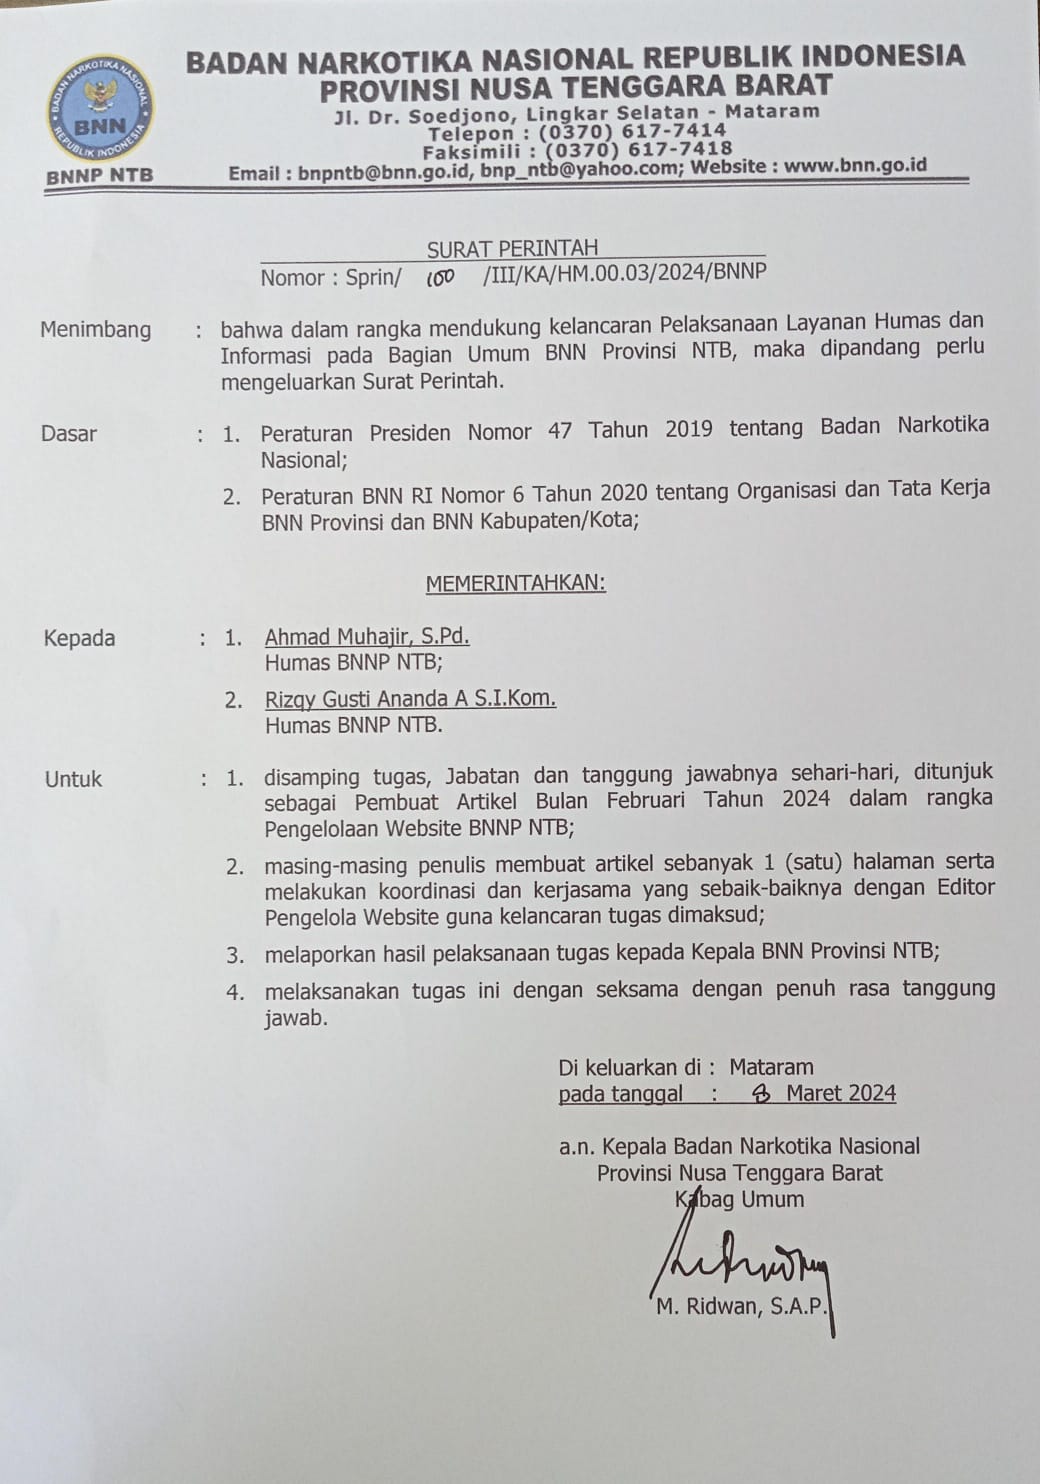 BADAN NARKOTIKA NASIONAL
REPUBLIK INDONESIA
BNN
BNNP NTB
BADAN NARKOTIKA NASIONAL REPUBLIK INDONESIA
PROVINSI NUSA TENGGARA BARAT
Jl. Dr. Soedjono, Lingkar Selatan - Mataram
Telepon : (0370) 617-7414
Faksimili : (0370) 617-7418
Email : bnpntb@bnn.go.id, bnp_ntb@yahoo.com; Website : www.bnn.go.id
SURAT PERINTAH
Nomor : Sprin/ 100 /III/KA/HM.00.03/2024/BNNP
Menimbang : bahwa dalam rangka mendukung kelancaran Pelaksanaan Layanan Humas dan
Informasi pada Bagian Umum BNN Provinsi NTB, maka dipandang perlu
mengeluarkan Surat Perintah.
Dasar : 1. Peraturan Presiden Nomor 47 Tahun 2019 tentang Badan Narkotika
Nasional;
2. Peraturan BNN RI Nomor 6 Tahun 2020 tentang Organisasi dan Tata Kerja
BNN Provinsi dan BNN Kabupaten/Kota;
MEMERINTAHKAN:
Kepada : 1. Ahmad Muhajir, S.Pd.
Humas BNNP NTB;
2. Rizqy Gusti Ananda A S.I.Kom.
Humas BNNP NTB.
Untuk : 1. disamping tugas, Jabatan dan tanggung jawabnya sehari-hari, ditunjuk
sebagai Pembuat Artikel Bulan Februari Tahun 2024 dalam rangka
Pengelolaan Website BNNP NTB;
2. masing-masing penulis membuat artikel sebanyak 1 (satu) halaman serta
melakukan koordinasi dan kerjasama yang sebaik-baiknya dengan Editor
Pengelola Website guna kelancaran tugas dimaksud;
3. melaporkan hasil pelaksanaan tugas kepada Kepala BNN Provinsi NTB;
4. melaksanakan tugas ini dengan seksama dengan penuh rasa tanggung
jawab.
Di keluarkan di : Mataram
pada tanggal : 8 Maret 2024
a.n. Kepala Badan Narkotika Nasional
Provinsi Nusa Tenggara Barat
Kabag Umum
M. Ridwan, S.A.P.